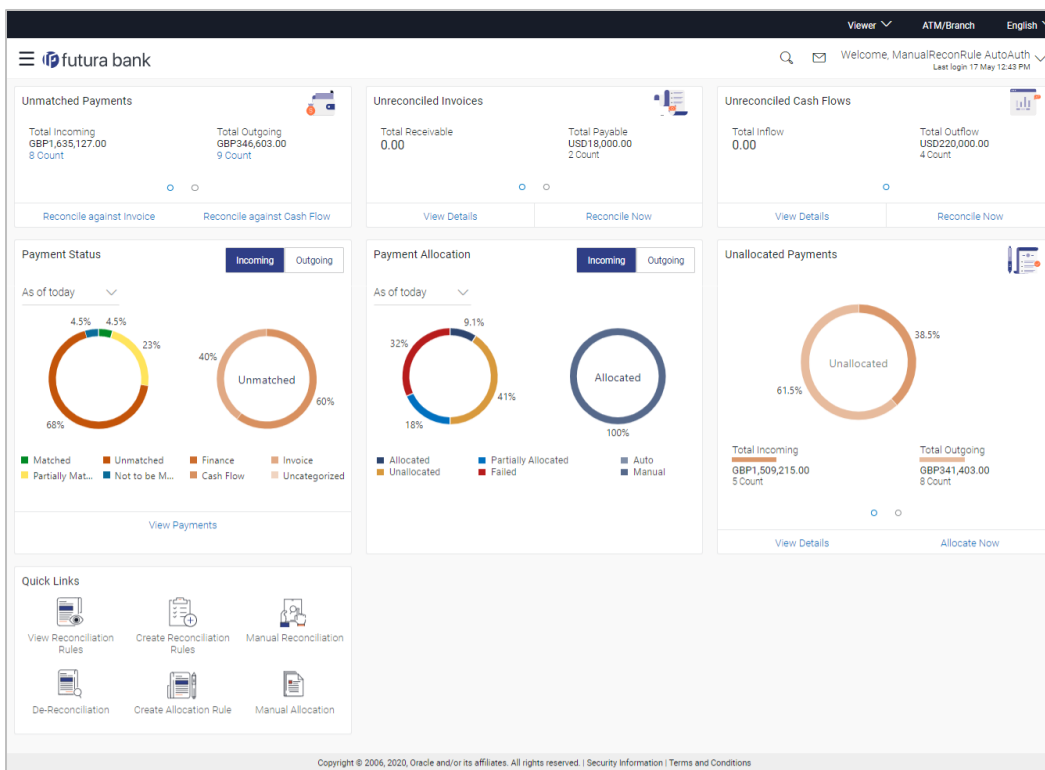 Viewer ATM/Branch English
futura bank
Welcome, ManualReconRule AutoAuth
Last login 17 May 12:43 PM
Unmatched Payments
Total Incoming Total Outgoing
GBP1,635,127.00 GBP346,603.00
8 Count 9 Count
Reconcile against Invoice Reconcile against Cash Flow
Unreconciled Invoices
Total Receivable Total Payable
0.00 USD18,000.00
2 Count
View Details Reconcile Now
Unreconciled Cash Flows
Total Inflow Total Outflow
0.00 USD220,000.00
4 Count
View Details Reconcile Now
Payment Status Incoming Outgoing
As of today
4.5% 4.5%
23%
68%
40%
Unmatched
60%
Matched Unmatched Finance Invoice
Partially Mat... Not to be M... Cash Flow Uncategorized
View Payments
Payment Allocation Incoming Outgoing
As of today
9.1%
32%
41%
18%
Allocated
100%
Allocated Partially Allocated Auto
Unallocated Failed Manual
Unallocated Payments
38.5%
Unallocated
61.5%
Total Incoming Total Outgoing
GBP1,509,215.00 GBP341,403.00
5 Count 8 Count
View Details Allocate Now
Quick Links
View Reconciliation Rules
Create Reconciliation Rules
Manual Reconciliation
De-Reconciliation Create Allocation Rule Manual Allocation
Copyright © 2006, 2020, Oracle and/or its affiliates. All rights reserved. | Security Information | Terms and Conditions